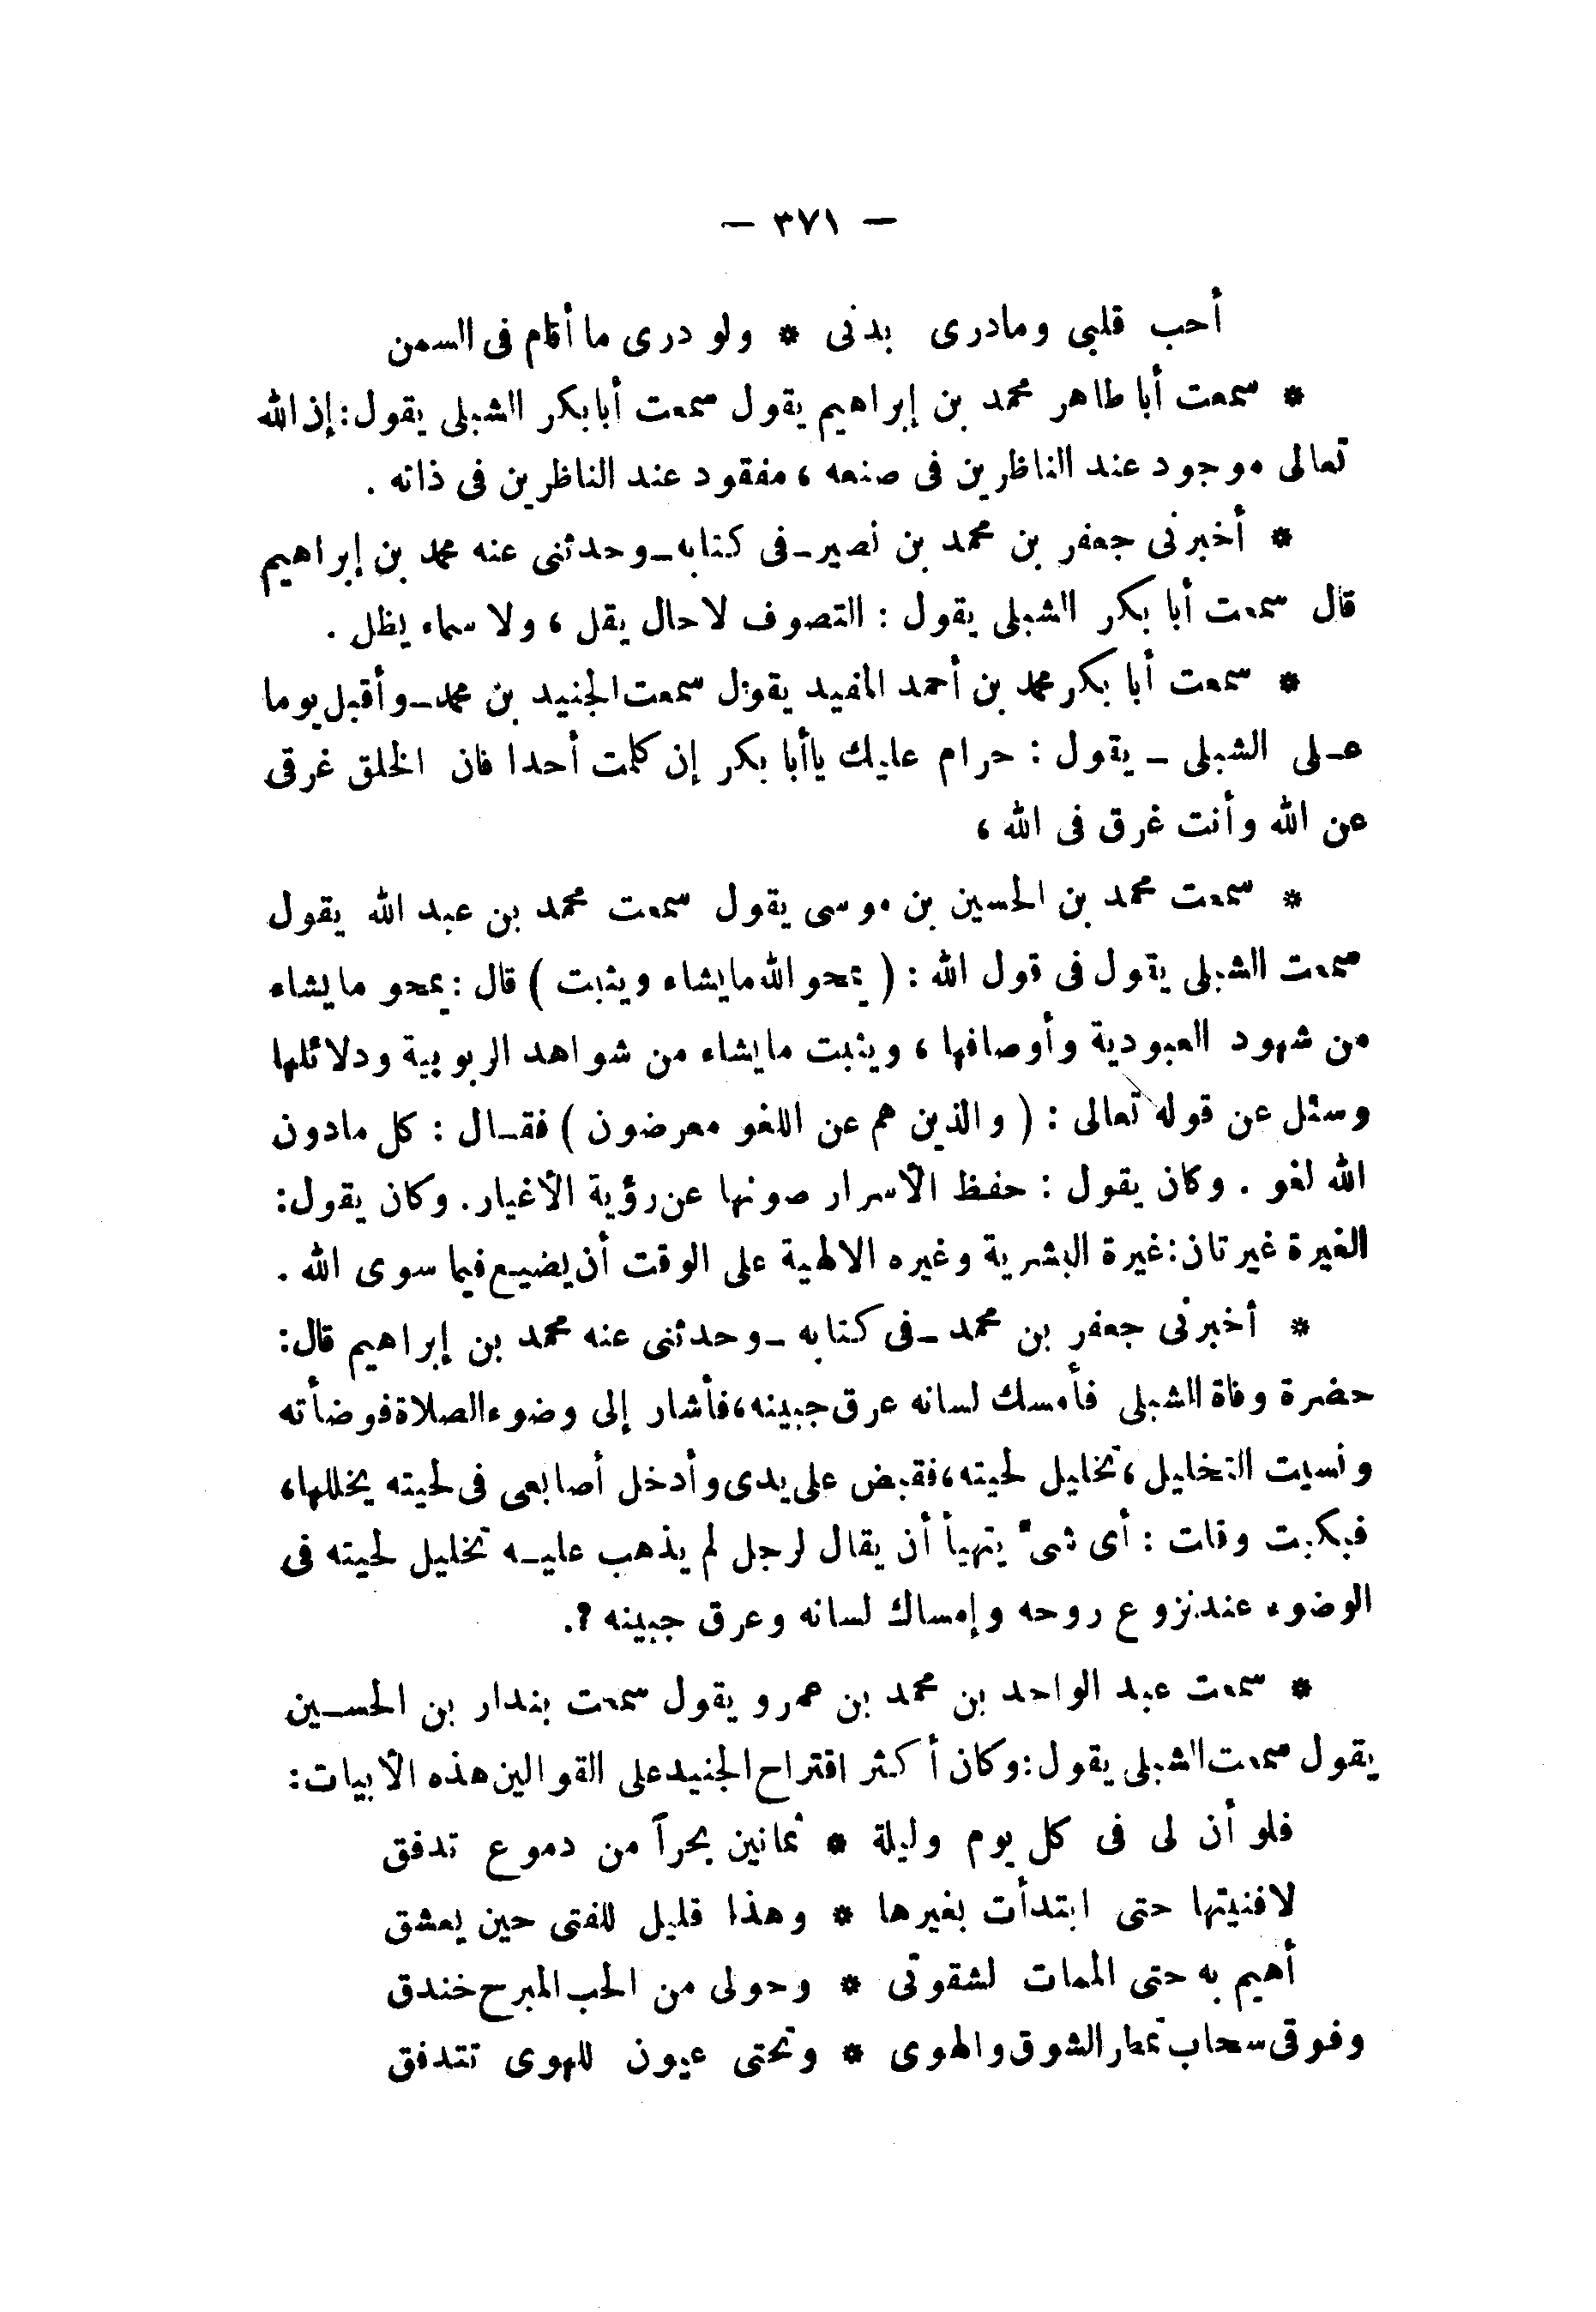 — ٣٧١ —
أحب قلبى ومادرى بدنى * ولو درى ما أقام فى السمن
* سمعت أبا طاهر محمد بن إبراهيم يقول سمعت أبابكر الشبلى يقول: إن الله
تعالى موجود عند الناظرين فى صنعه ، مفقود عند الناظرين فى ذاته .
* أخبرنى جعفر بن محمد بن نصير ـ فى كتابه ـ وحدثنى عنه محمد بن إبراهيم
قال سمعت أبا بكر الشبلى يقول : التصوف لا حال يقل ، ولا سماء يظل .
* سمعت أبا بكر محمد بن أحمد المفيد يقول سمعت الجنيد بن محمد ـ وأقبل يوما
عـلى الشبلى ـ يقول : حرام عليك ياأبا بكر إن كلمت أحدا فان الخلق غرقى
عن الله وأنت غرق فى الله ،
* سمعت محمد بن الحسين بن موسى يقول سمعت محمد بن عبد الله يقول
سمعت الشبلى يقول فى قول الله : ( يمحو الله مايشاء ويثبت ) قال : يمحو مايشاء
من شهود العبودية وأوصافها ، ويثبت مايشاء من شواهد الربوبية ودلائلها
وسئل عن قوله تعالى : ( والذين هم عن اللغو معرضون ) فقـال : كل مادون
الله لغو . وكان يقول : حفظ الأسرار صونها عن رؤية الأغيار . وكان يقول :
الغيرة غيرتان : غيرة البشرية وغيره الالهية على الوقت أن يضيـع فيما سوى الله .
* أخبرنى جعفر بن محمد ـ فى كتابه ـ وحدثنى عنه محمد بن إبراهيم قال :
حضرة وفاة الشبلى فأمسك لسانه عرق جبينه ، فأشار إلى وضوء الصلاة فوضأته
ونسيت التخليل ، تخليل لحيته ، فقبض على يدى وأدخل أصابعى فى لحيته يخللها ،
فبكيت وقلت : أى شىء يتهيأ أن يقال لرجل لم يذهب عليـه تخليل لحيته فى
الوضوء عند نزوع روحه وإمساك لسانه وعرق جبينه ؟.
* سمعت عبد الواحد بن محمد بن عمرو يقول سمعت بندار بن الحسـين
يقول سمعت الشبلى يقول : وكان أكثر اقتراح الجنيد على القوالين هذه الأبيات :
فلو أن لى فى كل يوم وليلة * ثمانين بحراً من دموع تدفق
لافنيتها حتى ابتدأت بغيرها * وهذا قليل للفتى حين يعشق
أهيم به حتى الممات لشقوتى * وحولى من الحب المبرح خندق
وفوقى سحاب تمطر الشوق والهوى * وتحتى عيون للهوى تتدفق